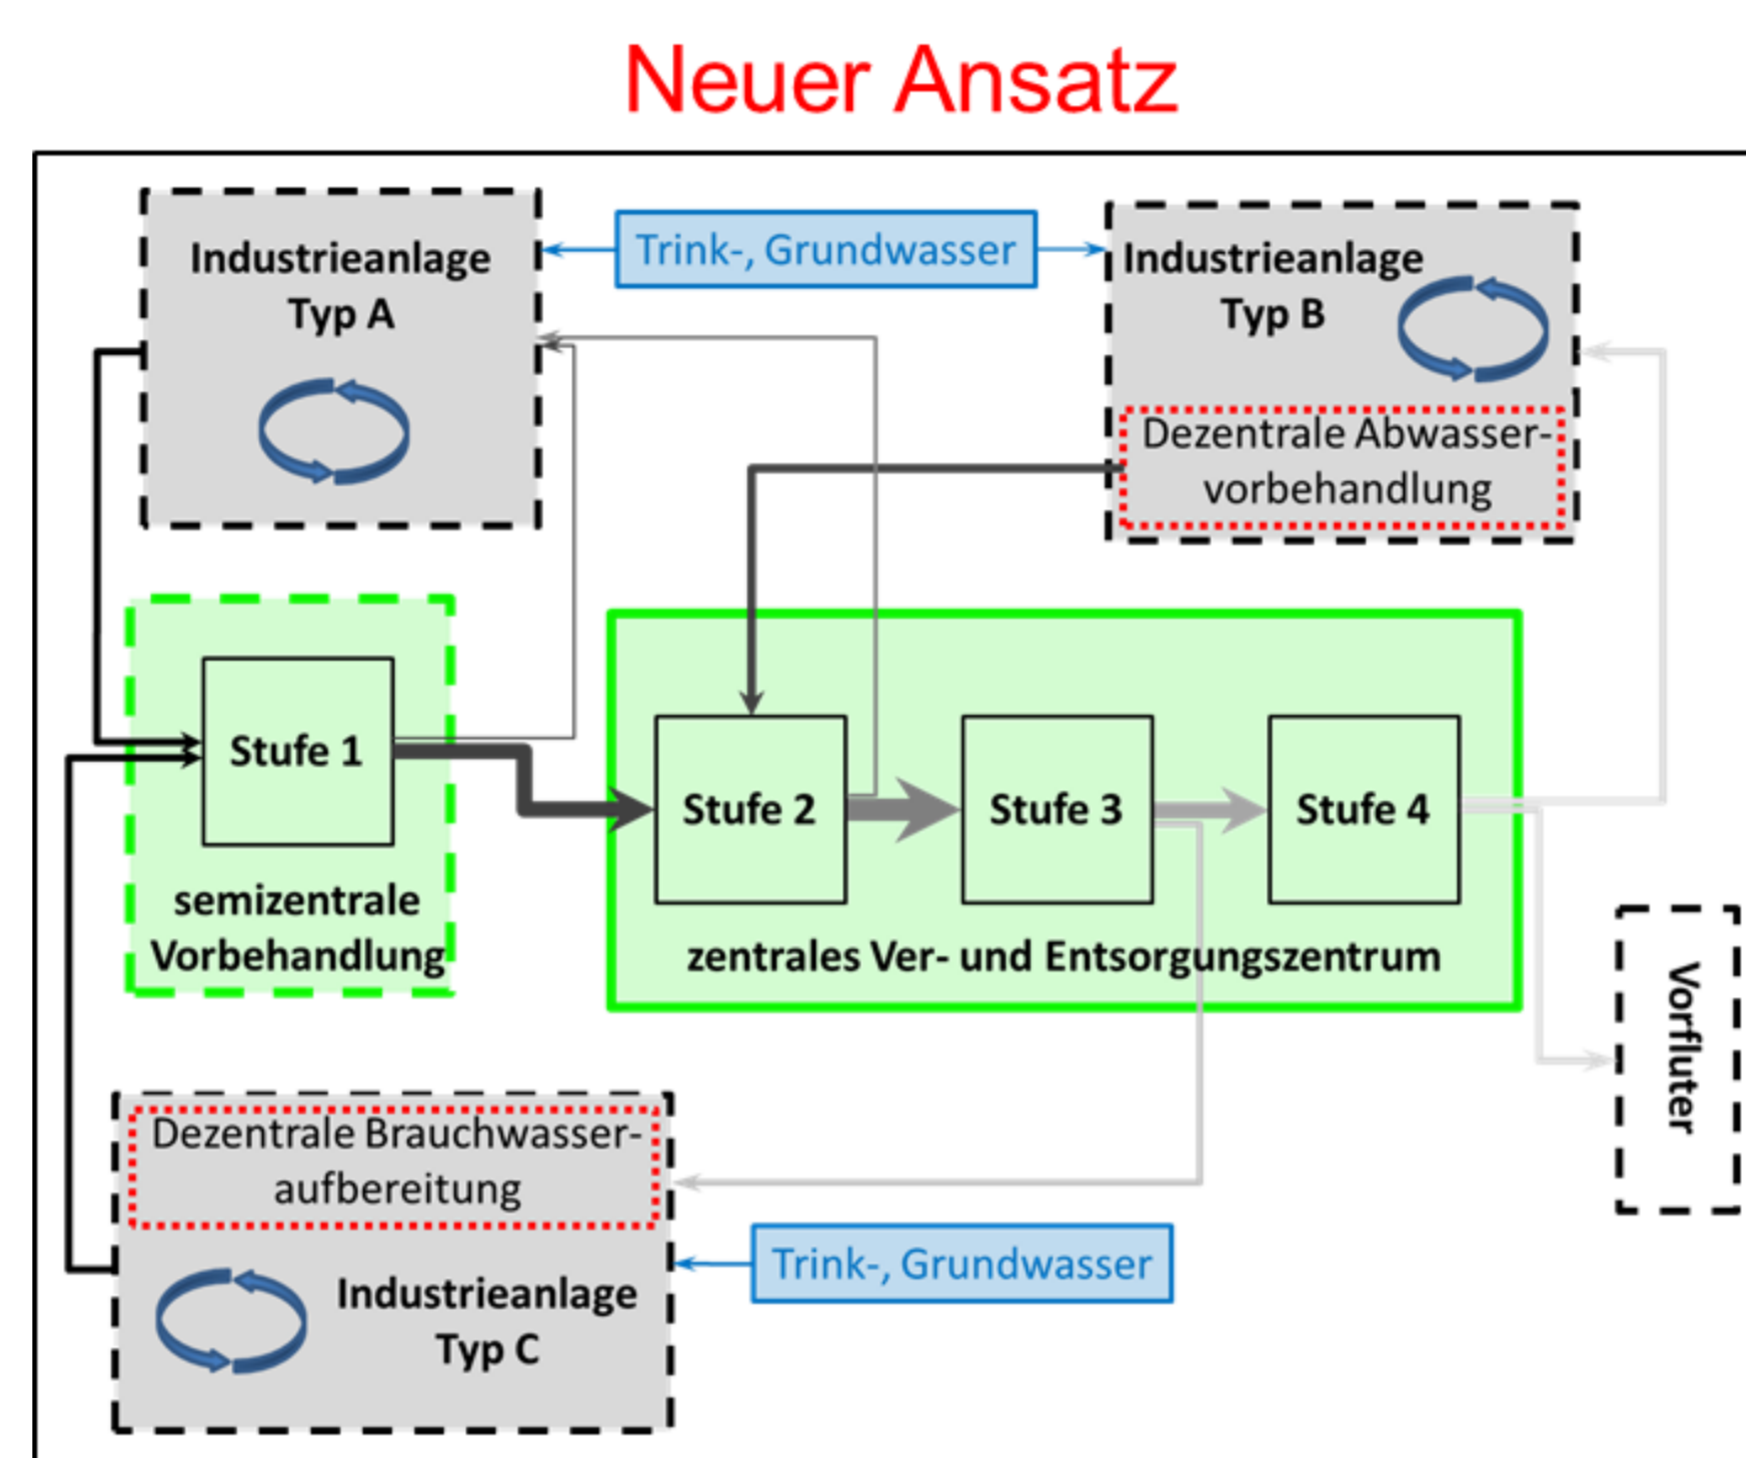 Neuer Ansatz
Industrieanlage
Typ A
Trink-, Grundwasser
Industrieanlage
Typ B
Dezentrale Abwasser-
vorbehandlung
Stufe 1
semizentrale
Vorbehandlung
Stufe 2
Stufe 3
Stufe 4
zentrales Ver- und Entsorgungszentrum
Vorfluter
Dezentrale Brauchwasser-
aufbereitung
Industrieanlage
Typ C
Trink-, Grundwasser